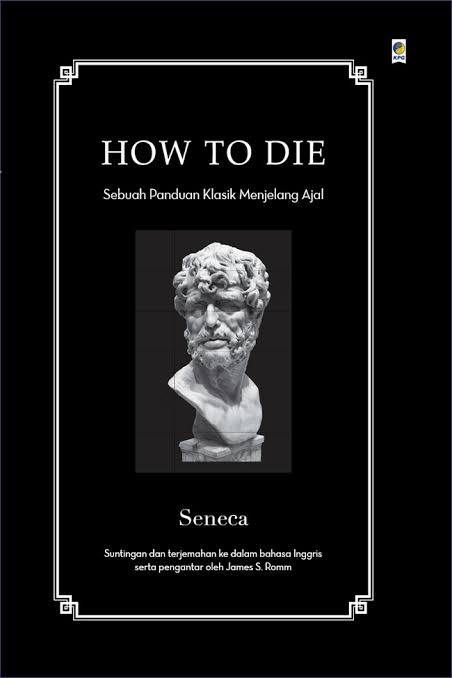 KPG
HOW TO DIE
Sebuah Panduan Klasik Menjelang Ajal
Seneca
Suntingan dan terjemahan ke dalam bahasa Inggris
serta pengantar oleh James S. Romm